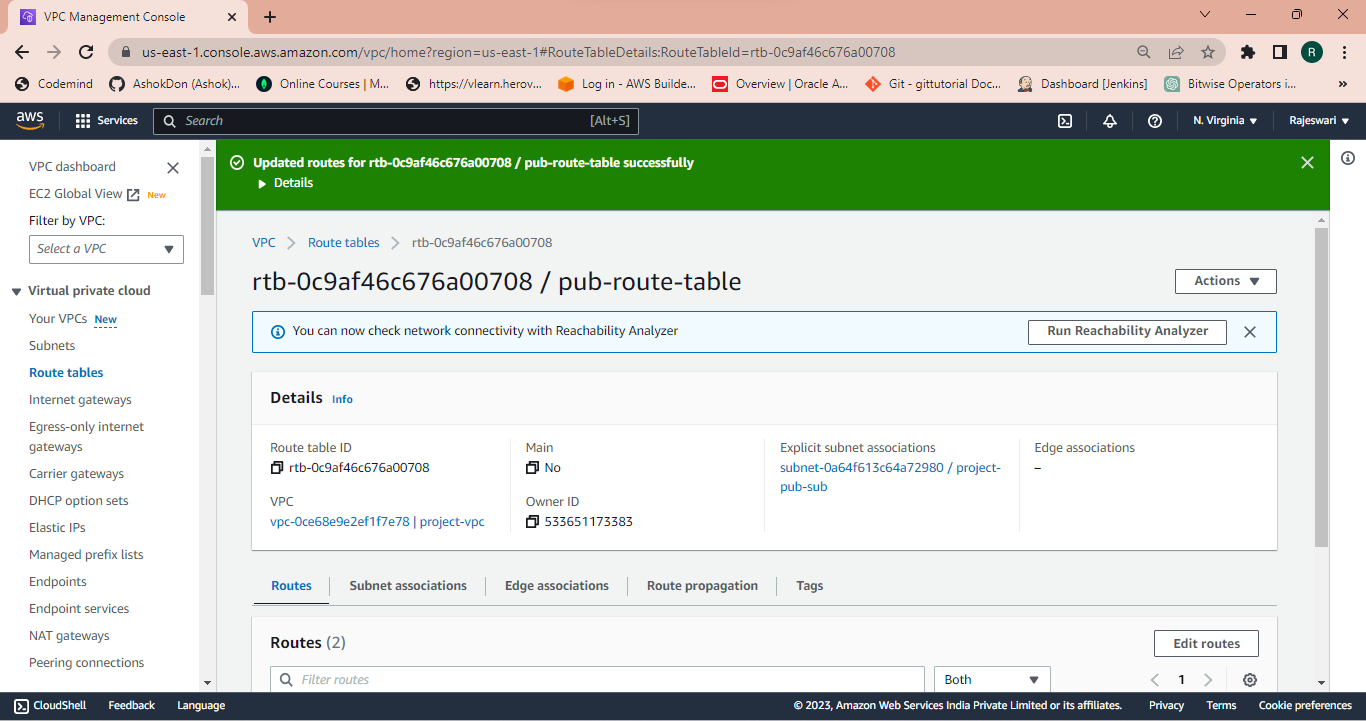 VPC Management Console
us-east-1.console.aws.amazon.com/vpc/home?region=us-east-1#RouteTableDetails:RouteTableId=rtb-0c9af46c676a00708
R
Codemind
AshokDon (Ashok)...
Online Courses | M...
https://vlearn.herov...
Log in - AWS Builde...
Overview | Oracle A...
Git - gittutorial Doc...
Dashboard [Jenkins]
Bitwise Operators i...
»
aws
Services
Search
[Alt+S]
N. Virginia
Rajeswari
VPC dashboard
EC2 Global View New
Filter by VPC:
Select a VPC
Virtual private cloud
Your VPCs New
Subnets
Route tables
Internet gateways
Egress-only internet
gateways
Carrier gateways
DHCP option sets
Elastic IPs
Managed prefix lists
Endpoints
Endpoint services
NAT gateways
Peering connections
Updated routes for rtb-0c9af46c676a00708 / pub-route-table successfully
Details
VPC
Route tables
rtb-0c9af46c676a00708
rtb-0c9af46c676a00708 / pub-route-table
Actions
You can now check network connectivity with Reachability Analyzer
Run Reachability Analyzer
Details Info
Route table ID
rtb-0c9af46c676a00708
Main
No
Explicit subnet associations
subnet-0a64f613c64a72980 / project-
pub-sub
Edge associations
–
VPC
vpc-0ce68e9e2ef1f7e78 | project-vpc
Owner ID
533651173383
Routes
Subnet associations
Edge associations
Route propagation
Tags
Routes (2)
Edit routes
Filter routes
Both
1
CloudShell
Feedback
Language
© 2023, Amazon Web Services India Private Limited or its affiliates.
Privacy
Terms
Cookie preferences